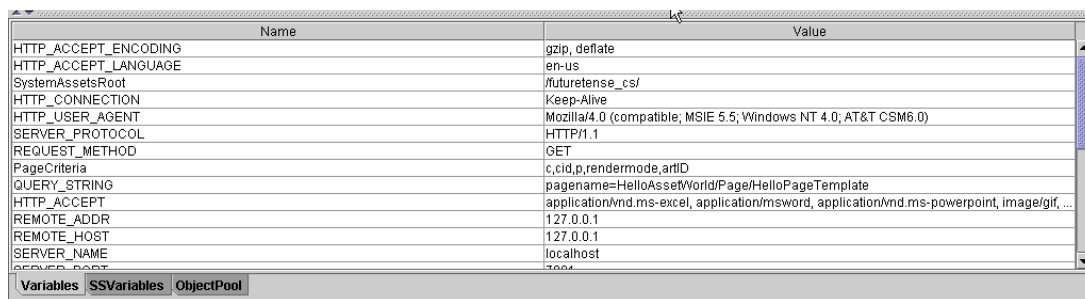 Name Value
HTTP_ACCEPT_ENCODING gzip, deflate
HTTP_ACCEPT_LANGUAGE en-us
SystemAssetsRoot /futuretense_cs/
HTTP_CONNECTION Keep-Alive
HTTP_USER_AGENT Mozilla/4.0 (compatible; MSIE 5.5; Windows NT 4.0; AT&T CSM6.0)
SERVER_PROTOCOL HTTP/1.1
REQUEST_METHOD GET
PageCriteria c,cid,p,rendermode,artID
QUERY_STRING pagename=HelloAssetWorld/Page/HelloPageTemplate
HTTP_ACCEPT application/vnd.ms-excel, application/msword, application/vnd.ms-powerpoint, image/gif, ...
REMOTE_ADDR 127.0.0.1
REMOTE_HOST 127.0.0.1
SERVER_NAME localhost
Variables SSVariables ObjectPool